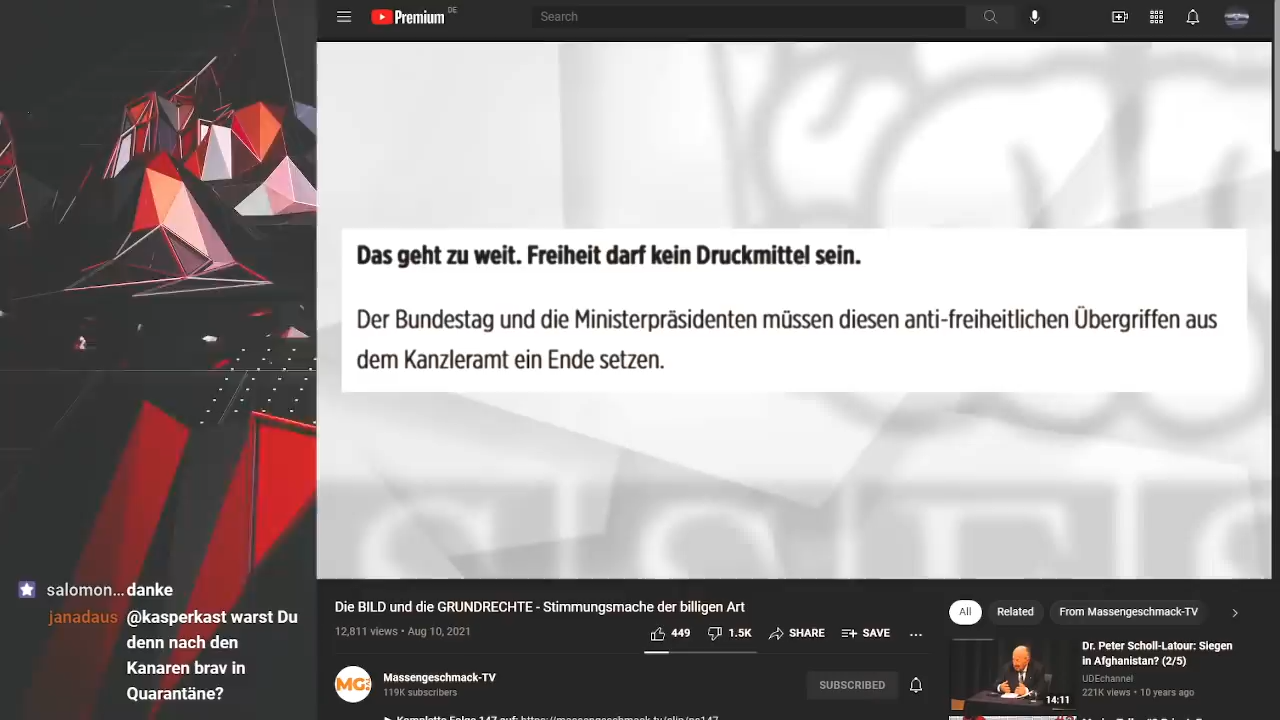 Premium DE
Search
Das geht zu weit. Freiheit darf kein Druckmittel sein.
Der Bundestag und die Ministerpräsidenten müssen diesen anti-freiheitlichen Übergriffen aus
dem Kanzleramt ein Ende setzen.
salomon... danke
janadaus @kasperkast warst Du
denn nach den
Kanaren brav in
Quarantäne?
Die BILD und die GRUNDRECHTE - Stimmungsmache der billigen Art
12,811 views • Aug 10, 2021
449
1.5K
SHARE
SAVE
MG
Massengeschmack-TV
119K subscribers
SUBSCRIBED
All
Related
From Massengeschmack-TV
14:11
Dr. Peter Scholl-Latour: Siegen
in Afghanistan? (2/5)
UDEchannel
221K views • 10 years ago